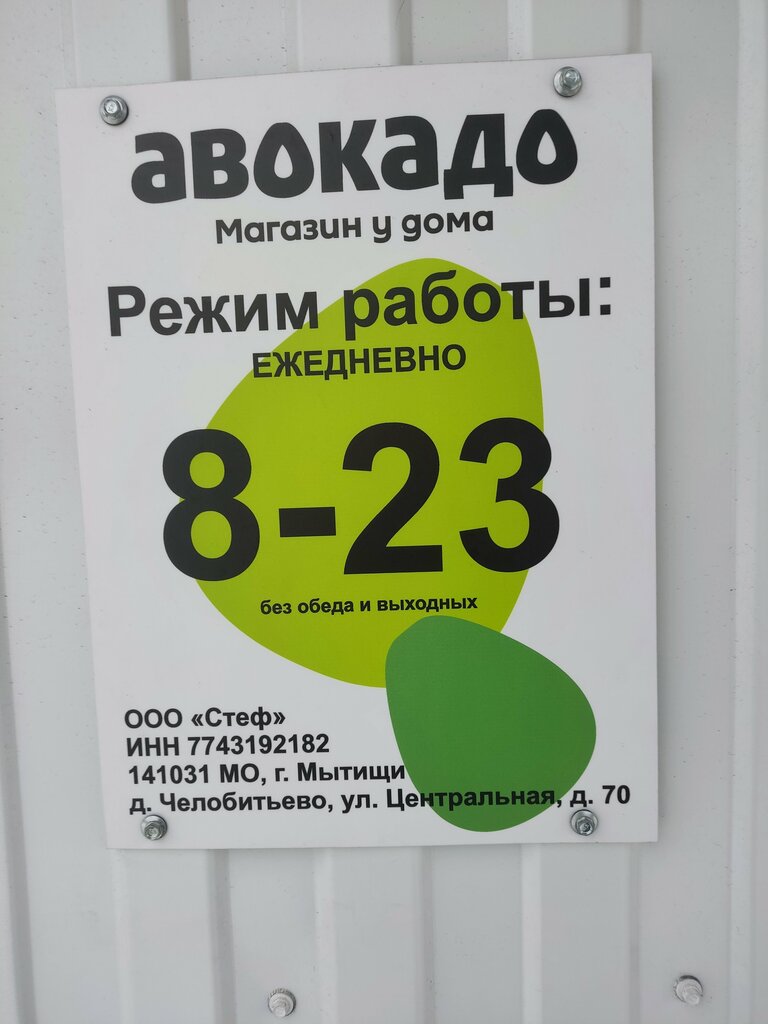 авокадо
Магазин у дома
Режим работы:
ЕЖЕДНЕВНО
8-23
без обеда и выходных
ООО «Стеф»
ИНН 7743192182
141031 МО, г. Мытищи
д. Челобитьево, ул. Центральная, д. 70